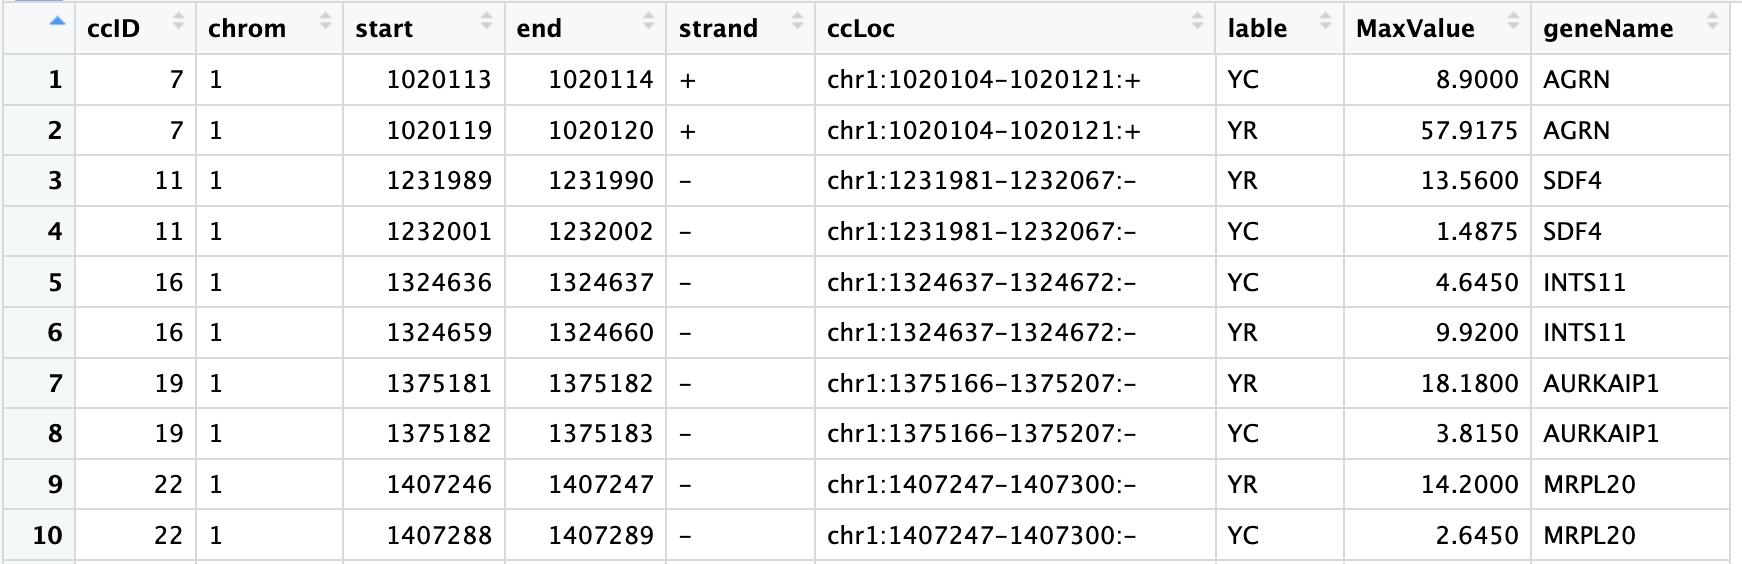 ccID chrom start end strand ccLoc lable MaxValue geneName
1 7 1 1020113 1020114 + chr1:1020104-1020121:+ YC 8.9000 AGRN
2 7 1 1020119 1020120 + chr1:1020104-1020121:+ YR 57.9175 AGRN
3 11 1 1231989 1231990 - chr1:1231981-1232067:- YR 13.5600 SDF4
4 11 1 1232001 1232002 - chr1:1231981-1232067:- YC 1.4875 SDF4
5 16 1 1324636 1324637 - chr1:1324637-1324672:- YC 4.6450 INTS11
6 16 1 1324659 1324660 - chr1:1324637-1324672:- YR 9.9200 INTS11
7 19 1 1375181 1375182 - chr1:1375166-1375207:- YR 18.1800 AURKAIP1
8 19 1 1375182 1375183 - chr1:1375166-1375207:- YC 3.8150 AURKAIP1
9 22 1 1407246 1407247 - chr1:1407247-1407300:- YR 14.2000 MRPL20
10 22 1 1407288 1407289 - chr1:1407247-1407300:- YC 2.6450 MRPL20